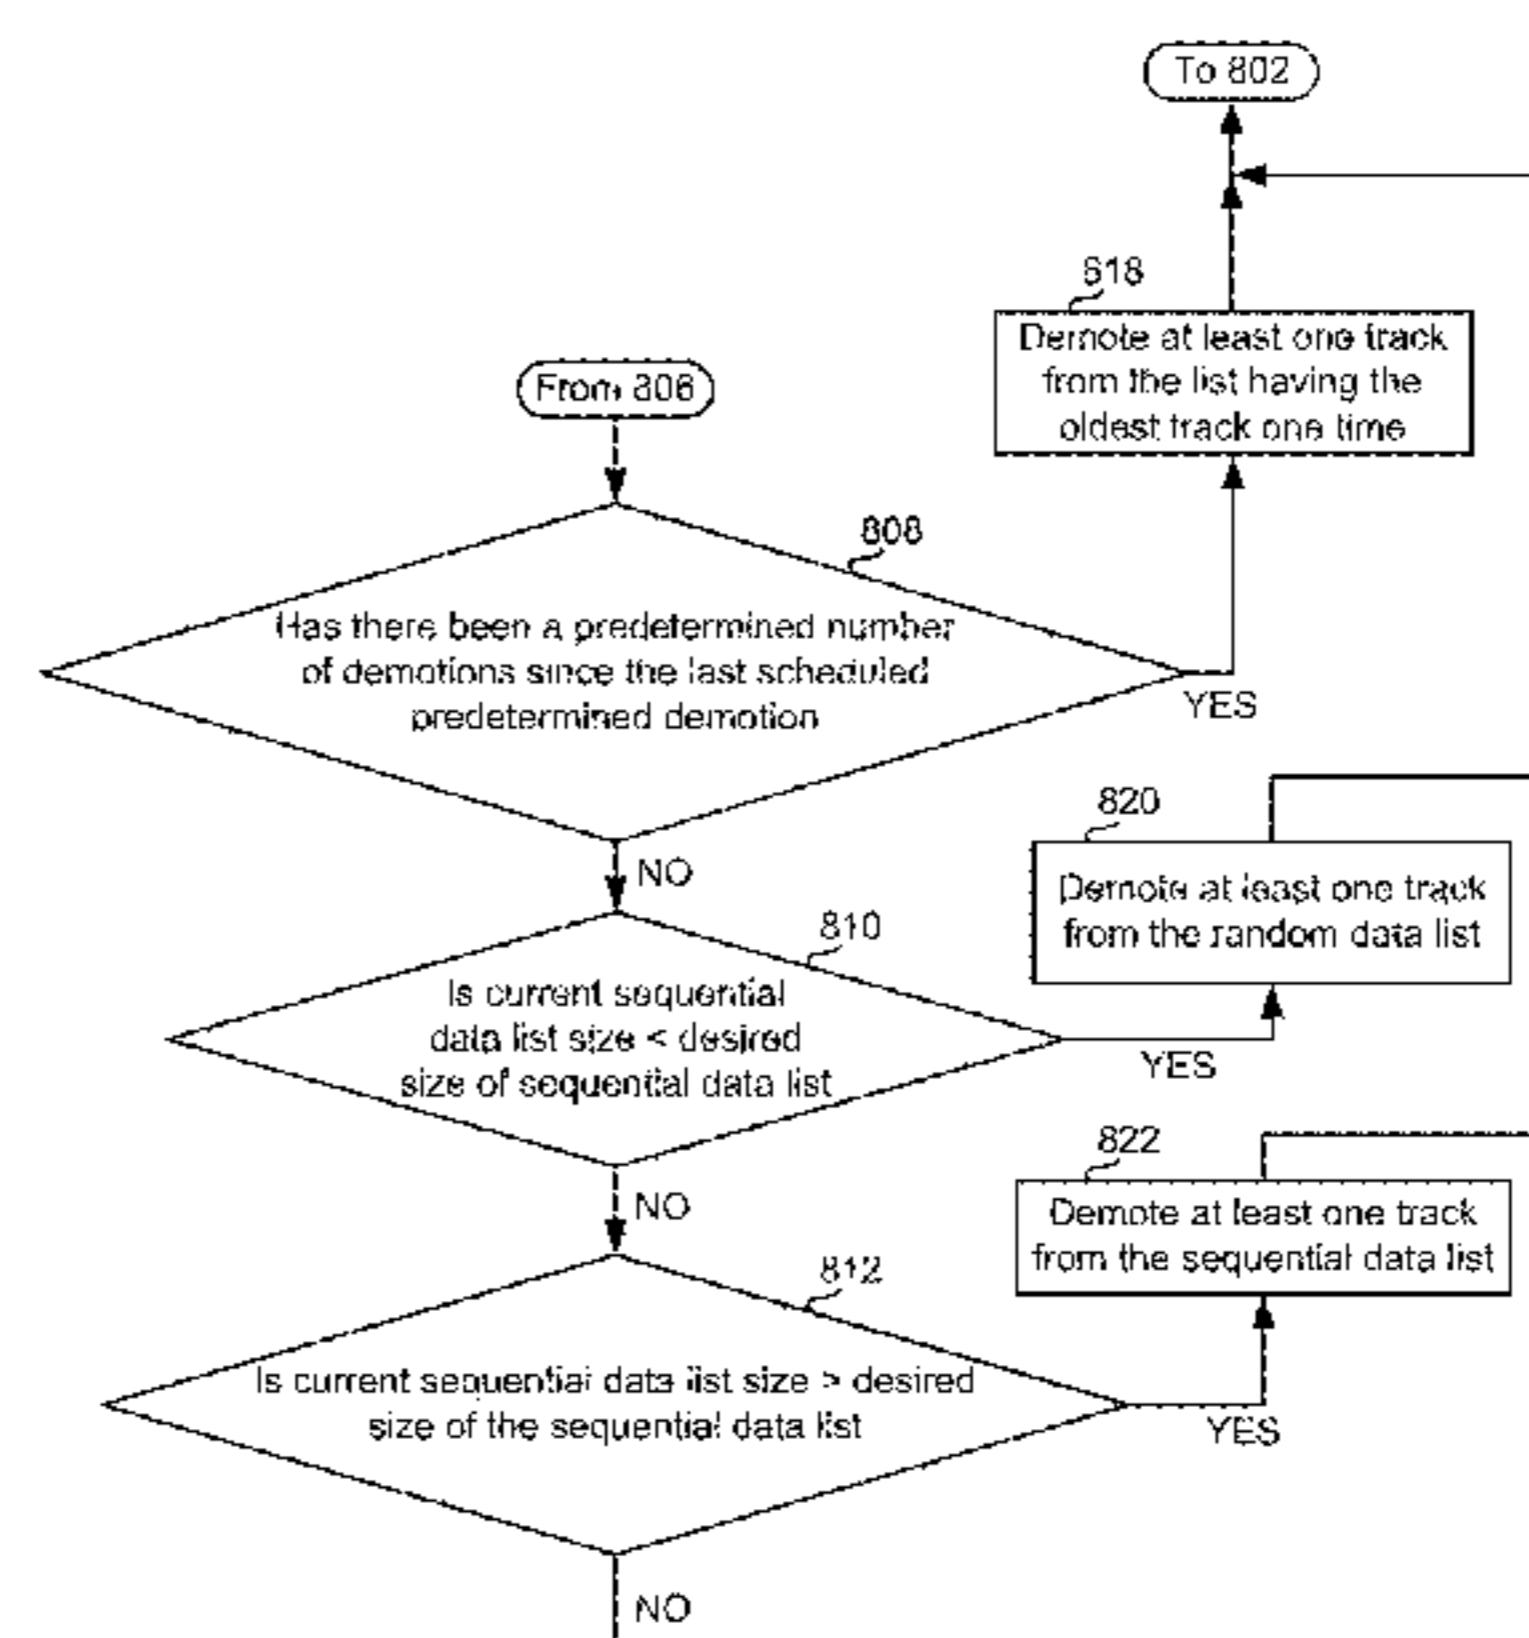 To 802
818
Demote at least one track
from the list having the
oldest track one time
From 806
808
Has there been a predetermined number
of demotions since the last scheduled
predetermined demotion
YES
820
NO
Demote at least one track
from the random data list
810
Is current sequential
data list size < desired
size of sequential data list
YES
822
NO
Demote at least one track
from the sequential data list
812
Is current sequential data list size > desired
size of the sequential data list
YES
NO